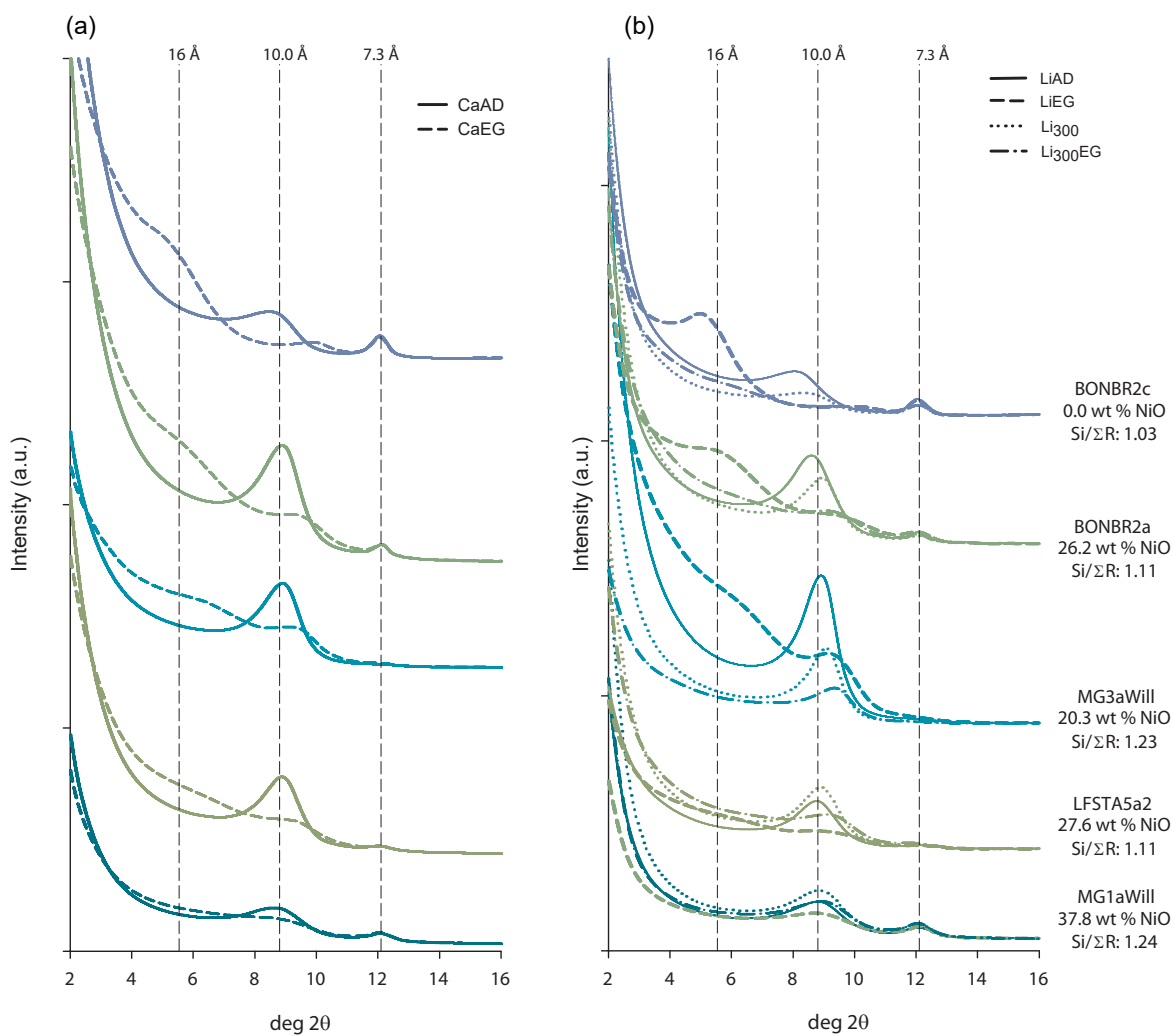 (a)
16 Å 10.0 Å 7.3 Å
CaAD
CaEG
Intensity (a.u.)
2 4 6 8 10 12 14 16
deg 2θ
(b)
16 Å 10.0 Å 7.3 Å
LiAD
LiEG
Li300
Li300EG
Intensity (a.u.)
BONBR2c
0.0 wt % NiO
Si/ΣR: 1.03
BONBR2a
26.2 wt % NiO
Si/ΣR: 1.11
MG3aWill
20.3 wt % NiO
Si/ΣR: 1.23
LFSTA5a2
27.6 wt % NiO
Si/ΣR: 1.11
MG1aWill
37.8 wt % NiO
Si/ΣR: 1.24
2 4 6 8 10 12 14 16
deg 2θ